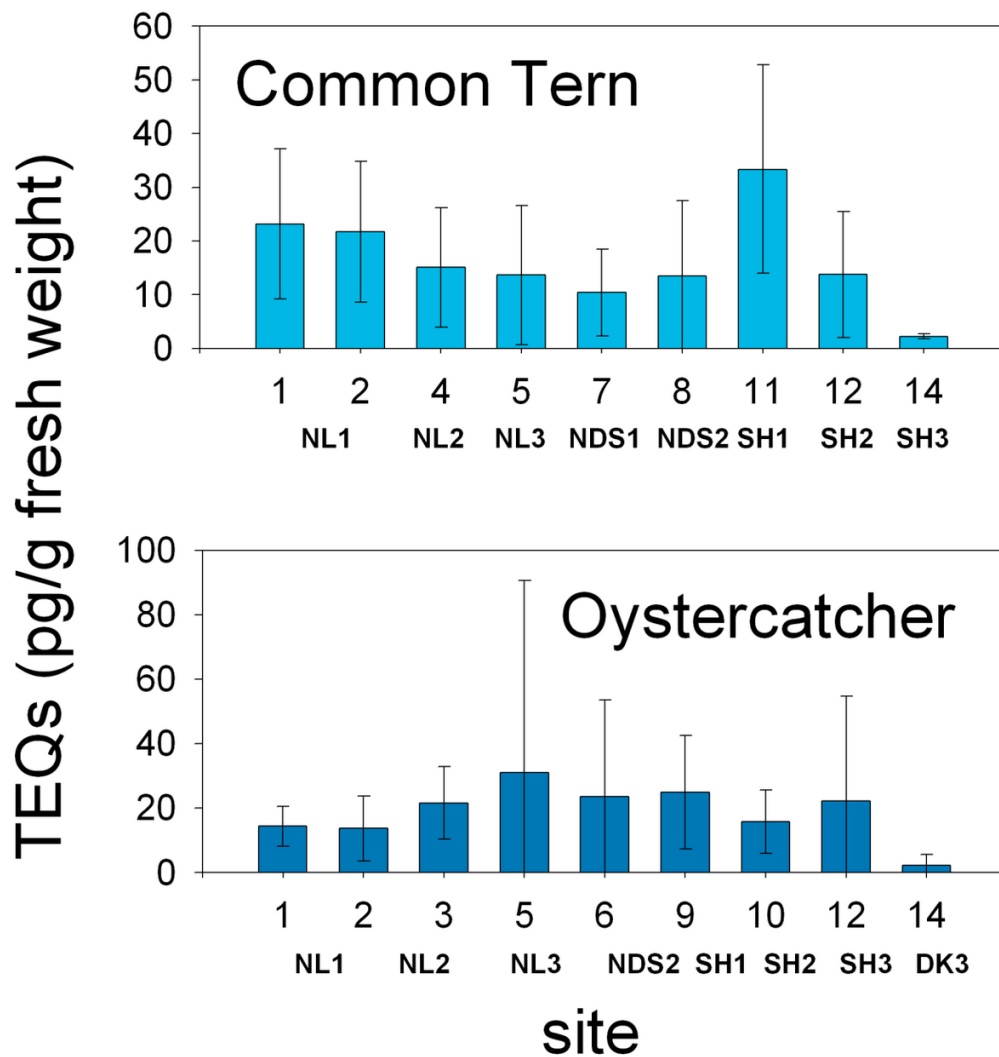 TEQs (pg/g fresh weight)
Common Tern
60
50
40
30
20
10
0
1 2 4 5 7 8 11 12 14
NL1 NL2 NL3 NDS1 NDS2 SH1 SH2 SH3
Oystercatcher
100
80
60
40
20
0
1 2 3 5 6 9 10 12 14
NL1 NL2 NL3 NDS2 SH1 SH2 SH3 DK3
site